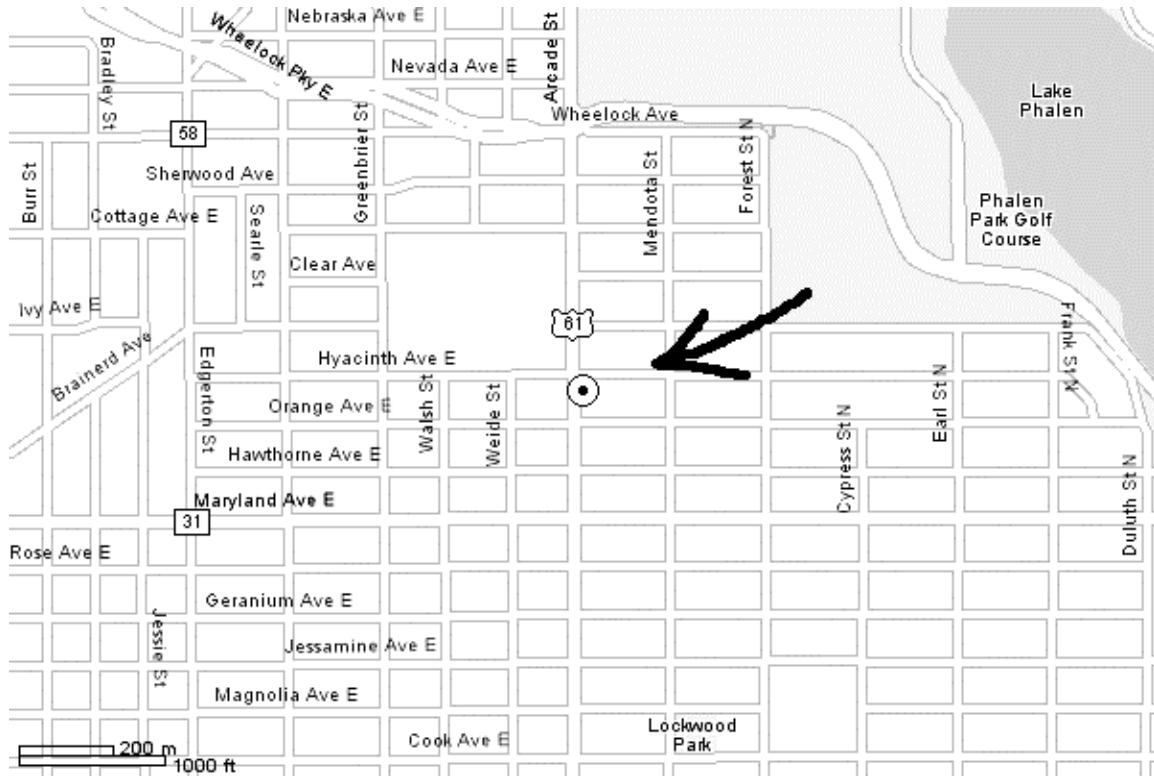 Nebraska Ave E
Wheelock Pky E
Bradley St
Nevada Ave E
Arcade St
Lake
Phalen
Wheelock Ave
58
Greenbrier St
Forest St N
Burr St
Sherwood Ave
Mendota St
Cottage Ave E
Searle St
Phalen
Park Golf
Course
Clear Ave
Ivy Ave E
61
Frank St N
Brainerd Ave
Hyacinth Ave E
Edgerton St
Orange Ave E
Walsh St
Weide St
Earl St N
Cypress St N
Hawthorne Ave E
Maryland Ave E
31
Duluth St N
Rose Ave E
Geranium Ave E
Jessie St
Jessamine Ave E
Magnolia Ave E
Cook Ave E
Lockwood
Park
200 m
1000 ft